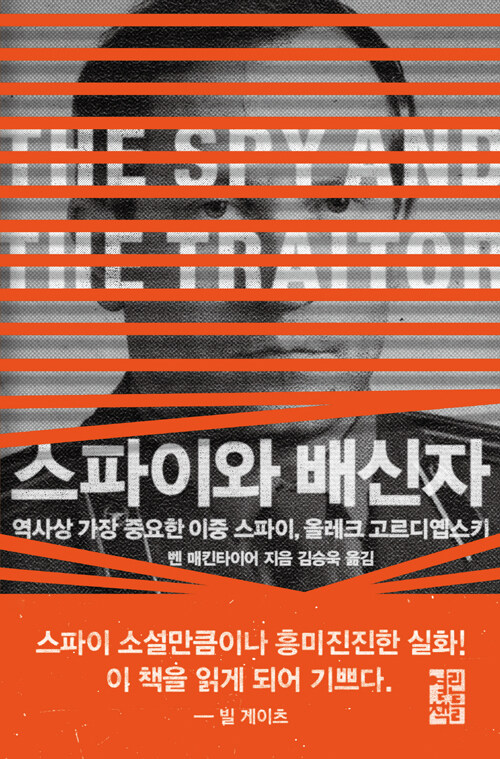 THE SPY AND
THE TRAITOR
스파이와 배신자
역사상 가장 중요한 이중 스파이, 올레크 고르디옙스키
벤 매킨타이어 지음 김승욱 옮김
스파이 소설만큼이나 흥미진진한 실화!
이 책을 읽게 되어 기쁘다.
— 빌 게이츠
열린
책들